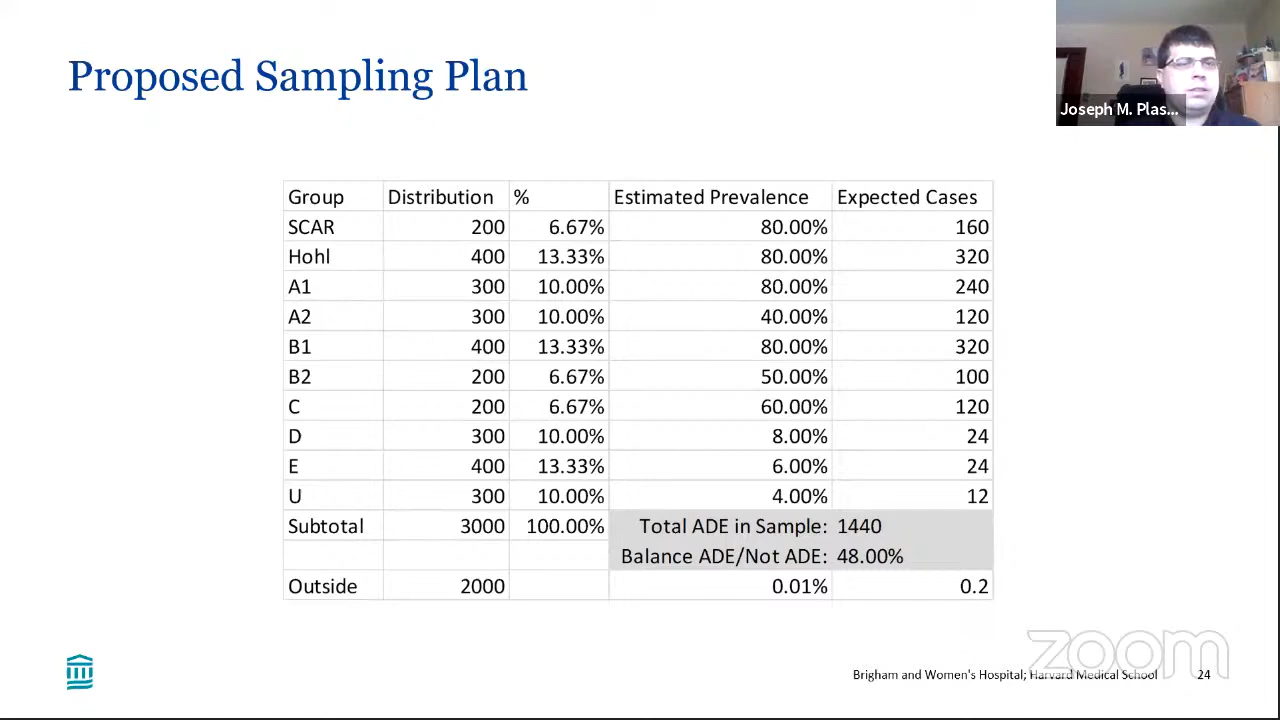 Proposed Sampling Plan
Joseph M. Plas...
Group Distribution % Estimated Prevalence Expected Cases
SCAR 200 6.67% 80.00% 160
Hohl 400 13.33% 80.00% 320
A1 300 10.00% 80.00% 240
A2 300 10.00% 40.00% 120
B1 400 13.33% 80.00% 320
B2 200 6.67% 50.00% 100
C 200 6.67% 60.00% 120
D 300 10.00% 8.00% 24
E 400 13.33% 6.00% 24
U 300 10.00% 4.00% 12
Subtotal 3000 100.00% Total ADE in Sample: 1440
Balance ADE/Not ADE: 48.00%
Outside 2000 0.01% 0.2
zoom
Brigham and Women's Hospital; Harvard Medical School 24